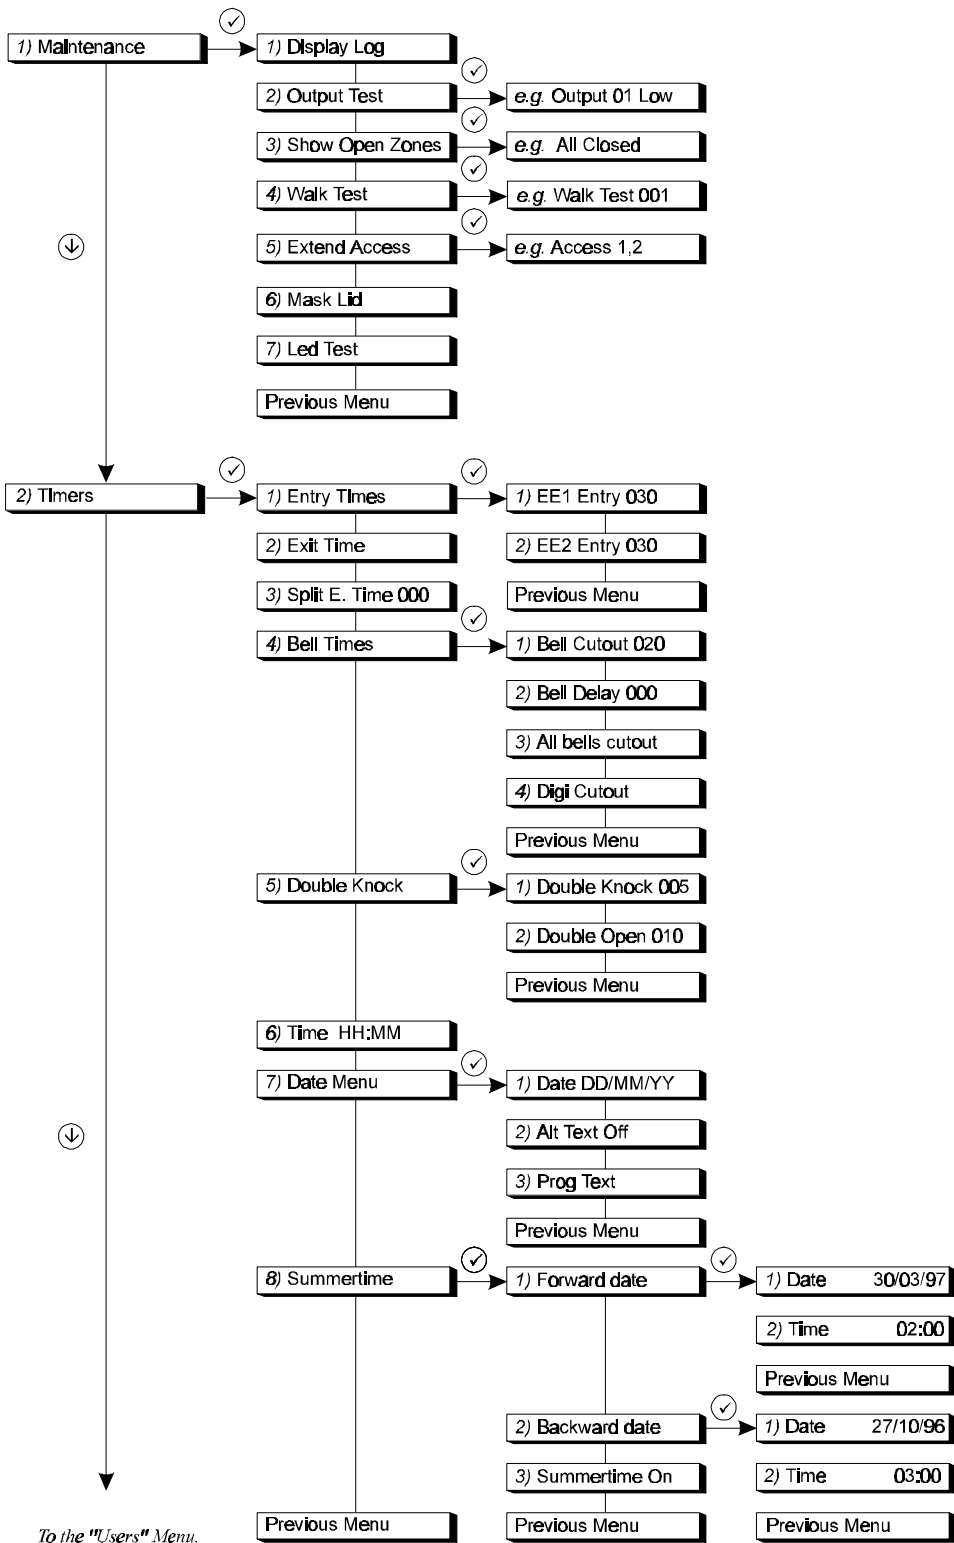 1) Maintenance
1) Display Log
2) Output Test
e.g. Output 01 Low
3) Show Open Zones
e.g. All Closed
4) Walk Test
e.g. Walk Test 001
5) Extend Access
e.g. Access 1,2
6) Mask Lid
7) Led Test
Previous Menu
2) Timers
1) Entry Times
1) EE1 Entry 030
2) Exit Time
2) EE2 Entry 030
3) Split E. Time 000
Previous Menu
4) Bell Times
1) Bell Cutout 020
2) Bell Delay 000
3) All bells cutout
4) Digi Cutout
Previous Menu
5) Double Knock
1) Double Knock 005
2) Double Open 010
Previous Menu
6) Time HH:MM
7) Date Menu
1) Date DD/MM/YY
2) Alt Text Off
3) Prog Text
Previous Menu
8) Summertime
1) Forward date
1) Date 30/03/97
2) Time 02:00
Previous Menu
2) Backward date
1) Date 27/10/96
3) Summertime On
2) Time 03:00
Previous Menu
Previous Menu
Previous Menu
To the "Users" Menu.